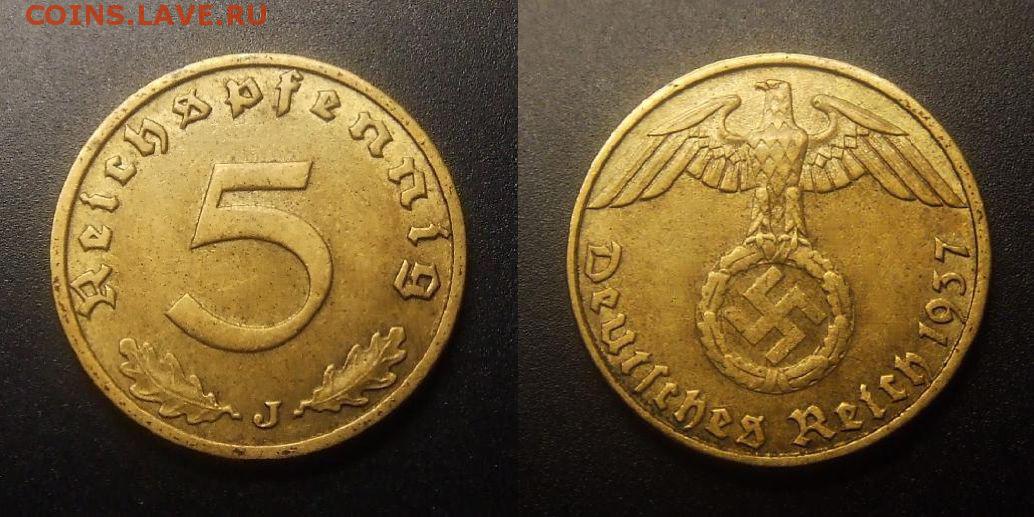 COINS.LAVE.RU
Reichspfennig
5
J
Deutsches Reich 1937